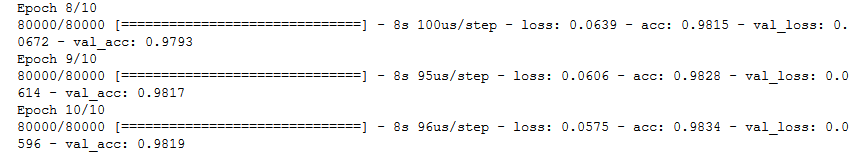 Epoch 8/10
80000/80000 [==============================] - 8s 100us/step - loss: 0.0639 - acc: 0.9815 - val_loss: 0.
0672 - val_acc: 0.9793
Epoch 9/10
80000/80000 [==============================] - 8s 95us/step - loss: 0.0606 - acc: 0.9828 - val_loss: 0.0
614 - val_acc: 0.9817
Epoch 10/10
80000/80000 [==============================] - 8s 96us/step - loss: 0.0575 - acc: 0.9834 - val_loss: 0.0
596 - val_acc: 0.9819